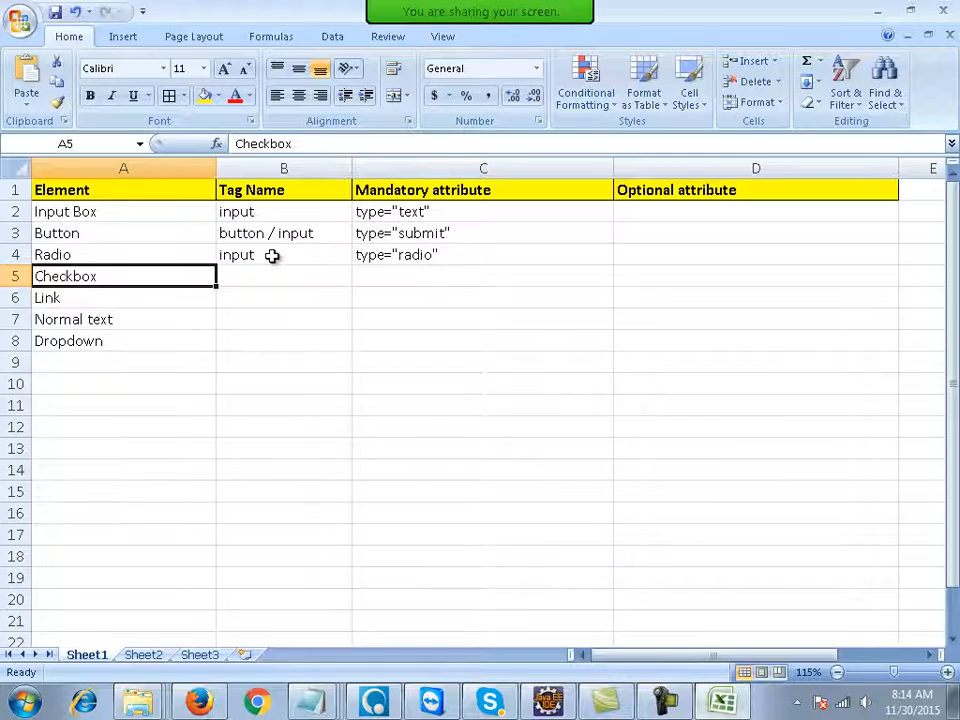 You are sharing your screen.
Home Insert Page Layout Formulas Data Review View
Calibri 11 General
Paste
B I U $ % , .0 .00
Conditional Formatting
Format as Table
Cell Styles
Insert
Delete
Format
Σ
Sort & Filter
Find & Select
Clipboard Font Alignment Number Styles Cells Editing
A5 fx Checkbox
A B C D E
1 Element Tag Name Mandatory attribute Optional attribute
2 Input Box input type="text"
3 Button button / input type="submit"
4 Radio input type="radio"
5 Checkbox
6 Link
7 Normal text
8 Dropdown
9
10
11
12
13
14
15
16
17
18
19
20
21
22
Sheet1 Sheet2 Sheet3
Ready 115%
8:14 AM
11/30/2015